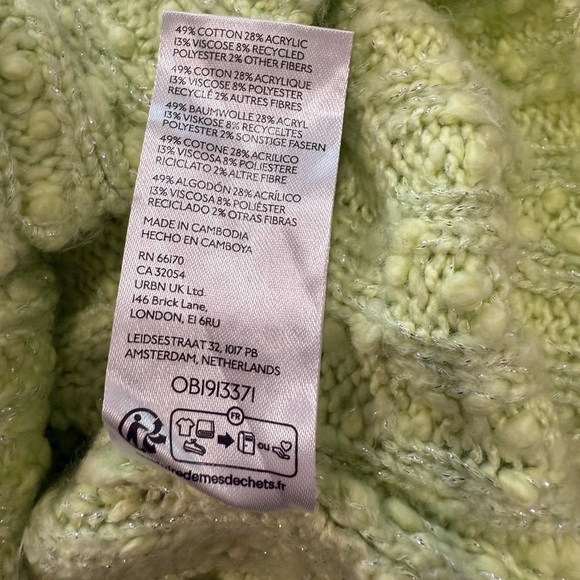 49% COTTON 28% ACRYLIC
13% VISCOSE 8% RECYCLED
POLYESTER 2% OTHER FIBERS
49% COTON 28% ACRYLIQUE
13% VISCOSE 8% POLYESTER
RECYCLÉ 2% AUTRES FIBRES
49% BAUMWOLLE 28% ACRYL
13% VISKOSE 8% RECYCELTES
POLYESTER 2% SONSTIGE FASERN
49% COTONE 28% ACRILICO
13% VISCOSA 8% POLIESTERE
RICICLATO 2% ALTRE FIBRE
49% ALGODÓN 28% ACRÍLICO
13% VISCOSA 8% POLIÉSTER
RECICLADO 2% OTRAS FIBRAS
MADE IN CAMBODIA
HECHO EN CAMBOYA
RN 66170
CA 32054
URBN UK Ltd.
146 Brick Lane,
LONDON, E1 6RU
LEIDSESTRAAT 32, 1017 PB
AMSTERDAM, NETHERLANDS
OB1913371
FR
OU